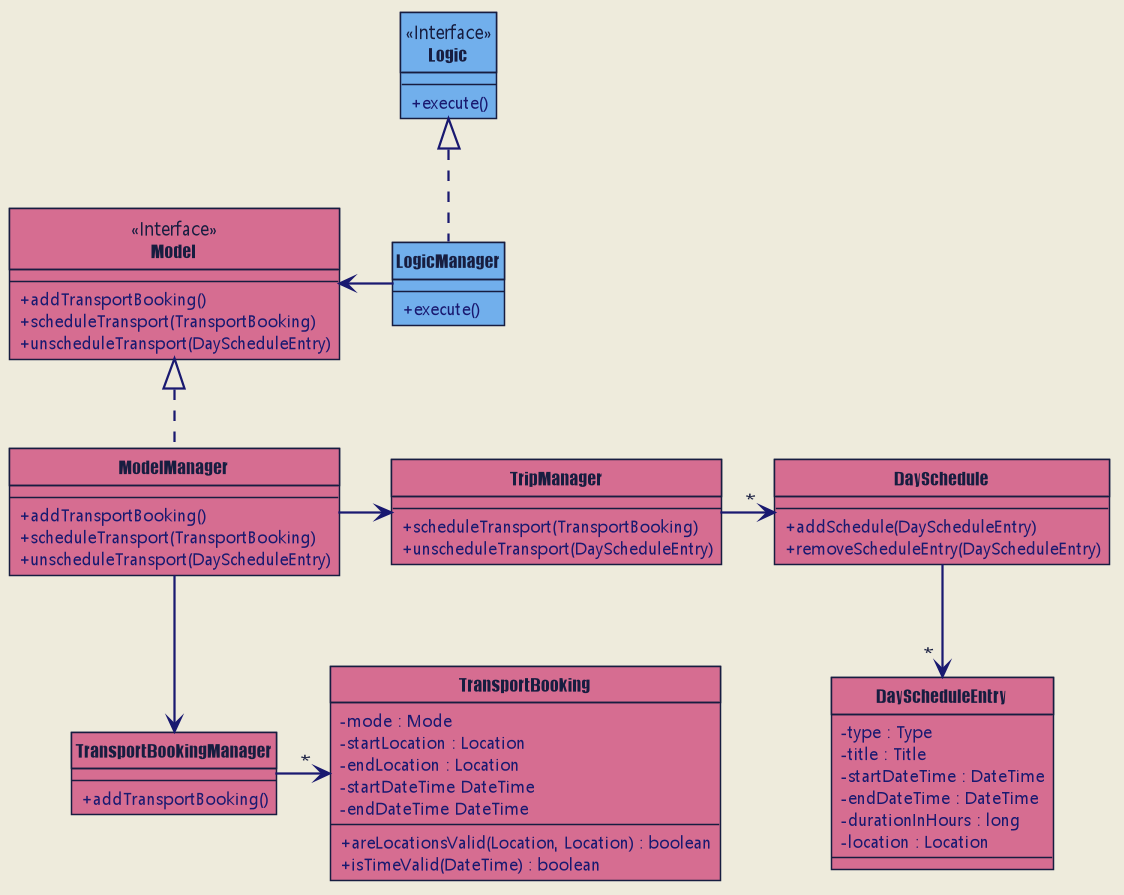 «Interface»
Logic
+execute()
«Interface»
Model
+addTransportBooking()
+scheduleTransport(TransportBooking)
+unscheduleTransport(DayScheduleEntry)
LogicManager
+execute()
ModelManager
+addTransportBooking()
+scheduleTransport(TransportBooking)
+unscheduleTransport(DayScheduleEntry)
TripManager
+scheduleTransport(TransportBooking)
+unscheduleTransport(DayScheduleEntry)
*
DaySchedule
+addSchedule(DayScheduleEntry)
+removeScheduleEntry(DayScheduleEntry)
*
TransportBookingManager
+addTransportBooking()
*
TransportBooking
-mode : Mode
-startLocation : Location
-endLocation : Location
-startDateTime DateTime
-endDateTime DateTime
+areLocationsValid(Location, Location) : boolean
+isTimeValid(DateTime) : boolean
DayScheduleEntry
-type : Type
-title : Title
-startDateTime : DateTime
-endDateTime : DateTime
-durationInHours : long
-location : Location